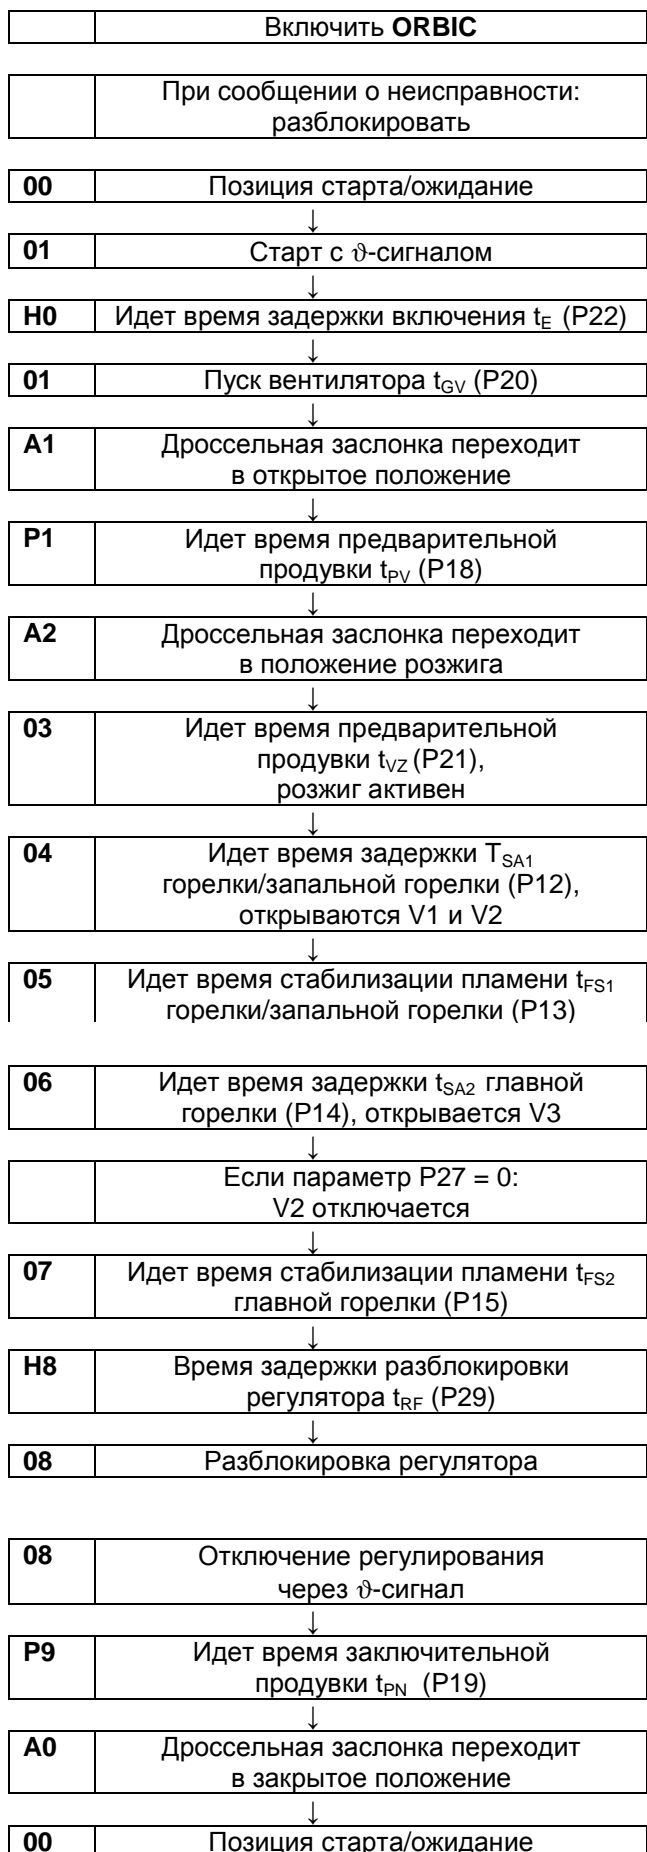 Включить ORBIC
При сообщении о неисправности:
разблокировать
00 Позиция старта/ожидание
↓
01 Старт с ϑ-сигналом
↓
H0 Идет время задержки включения tE (P22)
↓
01 Пуск вентилятора tGV (P20)
↓
A1 Дроссельная заслонка переходит
в открытое положение
↓
P1 Идет время предварительной
продувки tPV (P18)
↓
A2 Дроссельная заслонка переходит
в положение розжига
↓
03 Идет время предварительной
продувки tVZ (P21),
розжиг активен
↓
04 Идет время задержки TSA1
горелки/запальной горелки (P12),
открываются V1 и V2
↓
05 Идет время стабилизации пламени tFS1
горелки/запальной горелки (P13)
06 Идет время задержки tSA2 главной
горелки (P14), открывается V3
↓
Если параметр P27 = 0:
V2 отключается
↓
07 Идет время стабилизации пламени tFS2
главной горелки (P15)
↓
H8 Время задержки разблокировки
регулятора tRF (P29)
↓
08 Разблокировка регулятора
08 Отключение регулирования
через ϑ-сигнал
↓
P9 Идет время заключительной
продувки tPN (P19)
↓
A0 Дроссельная заслонка переходит
в закрытое положение
↓
00 Позиция старта/ожидание